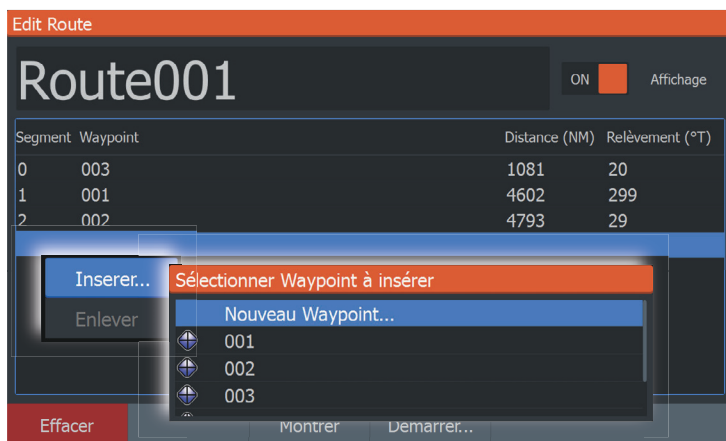 Edit Route
Route001
ON Affichage
Segment Waypoint Distance (NM) Relèvement (°T)
0 003 1081 20
1 001 4602 299
2 002 4793 29
Inserer...
Enlever
Sélectionner Waypoint à insérer
Nouveau Waypoint...
001
002
003
Effacer Montrer Démarrer...